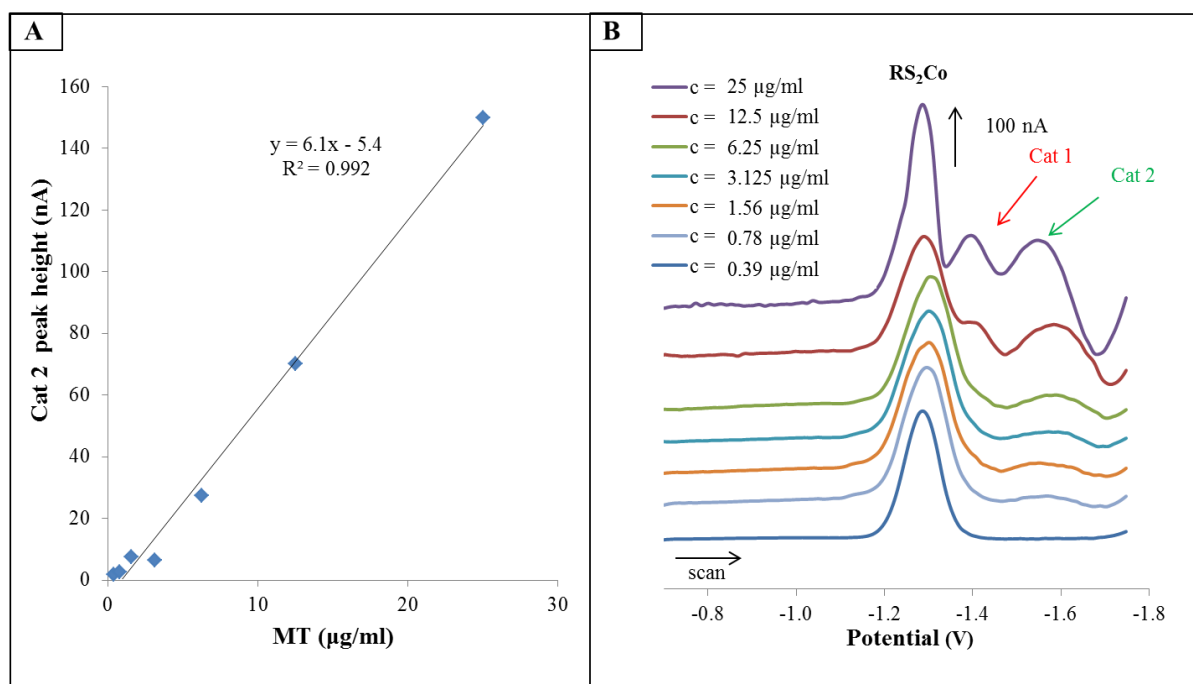 A
160
140
120
100
80
60
40
20
0
0
10
20
30
Cat 2 peak height (nA)
MT (µg/ml)
y = 6.1x - 5.4
R² = 0.992
B
RS₂Co
c = 25 µg/ml
c = 12.5 µg/ml
c = 6.25 µg/ml
c = 3.125 µg/ml
c = 1.56 µg/ml
c = 0.78 µg/ml
c = 0.39 µg/ml
100 nA
Cat 1
Cat 2
scan
-0.8
-1.0
-1.2
-1.4
-1.6
-1.8
Potential (V)